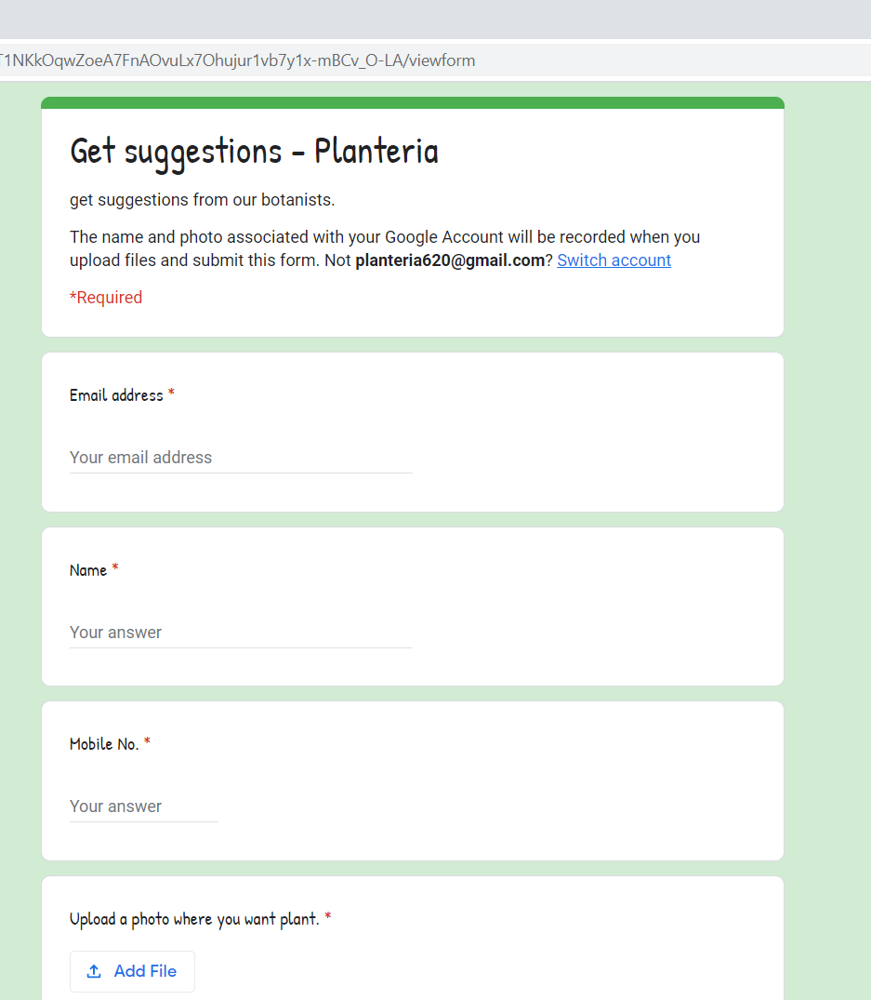 T1NKkOqwZoeA7FnAOvuLx7Ohujur1vb7y1x-mBCv_O-LA/viewform
Get suggestions - Planteria
get suggestions from our botanists.
The name and photo associated with your Google Account will be recorded when you
upload files and submit this form. Not planteria620@gmail.com? Switch account
*Required
Email address *
Your email address
Name *
Your answer
Mobile No. *
Your answer
Upload a photo where you want plant. *
Add File